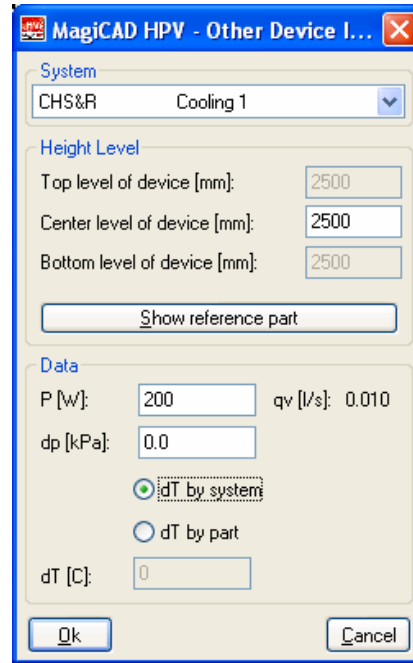 MagiCAD HPV - Other Device I...
System
CHS&R Cooling 1
Height Level
Top level of device [mm]: 2500
Center level of device [mm]: 2500
Bottom level of device [mm]: 2500
Show reference part
Data
P [W]: 200 qv [l/s]: 0.010
dp [kPa]: 0.0
dT by system
dT by part
dT [C]: 0
Ok Cancel